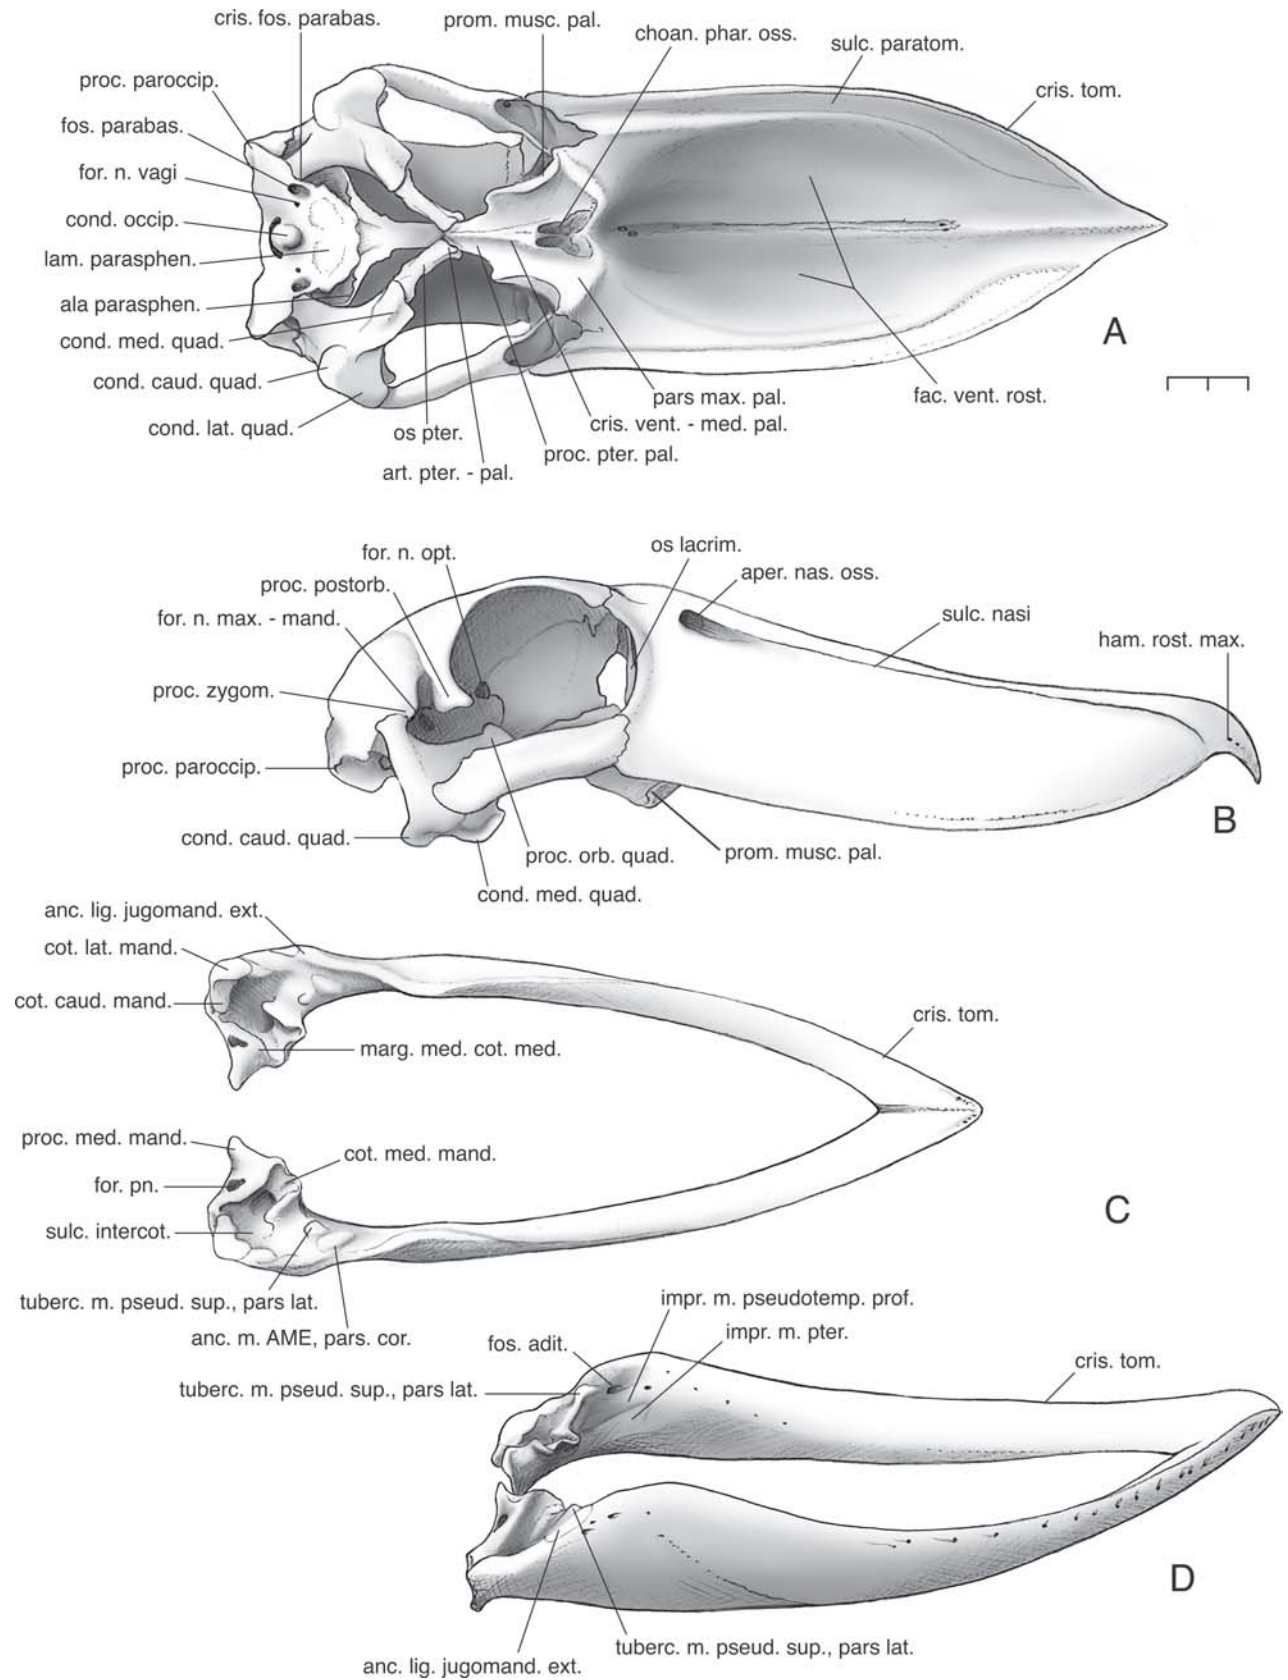 cris. fos. parabas.
prom. musc. pal.
choan. phar. oss.
sulc. paratom.
cris. tom.
proc. paroccip.
fos. parabas.
for. n. vagi
cond. occip.
lam. parasphen.
ala parasphen.
cond. med. quad.
cond. caud. quad.
cond. lat. quad.
os pter.
art. pter. - pal.
proc. pter. pal.
cris. vent. - med. pal.
pars max. pal.
fac. vent. rost.
A
for. n. opt.
proc. postorb.
for. n. max. - mand.
proc. zygom.
proc. paroccip.
cond. caud. quad.
cond. med. quad.
proc. orb. quad.
prom. musc. pal.
os lacrim.
aper. nas. oss.
sulc. nasi
ham. rost. max.
B
anc. lig. jugomand. ext.
cot. lat. mand.
cot. caud. mand.
marg. med. cot. med.
cris. tom.
proc. med. mand.
cot. med. mand.
for. pn.
sulc. intercot.
tuberc. m. pseud. sup., pars lat.
anc. m. AME, pars. cor.
C
impr. m. pseudotemp. prof.
impr. m. pter.
fos. adit.
tuberc. m. pseud. sup., pars lat.
cris. tom.
D
tuberc. m. pseud. sup., pars lat.
anc. lig. jugomand. ext.